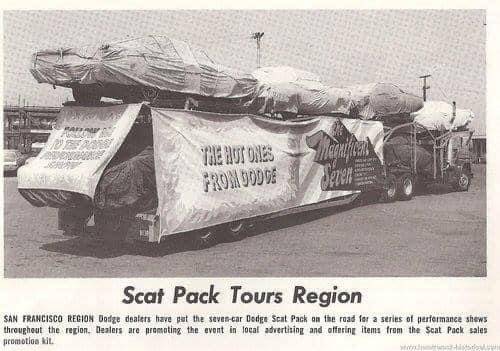 FOLLOW ME
TO THE DODGE
PERFORMANCE
SHOW
THE HOT ONES
FROM DODGE
The
Magnificent
Seven
Scat Pack Tours Region
SAN FRANCISCO REGION Dodge dealers have put the seven-car Dodge Scat Pack on the road for a series of performance shows
throughout the region. Dealers are promoting the event in local advertising and offering items from the Scat Pack sales
promotion kit.